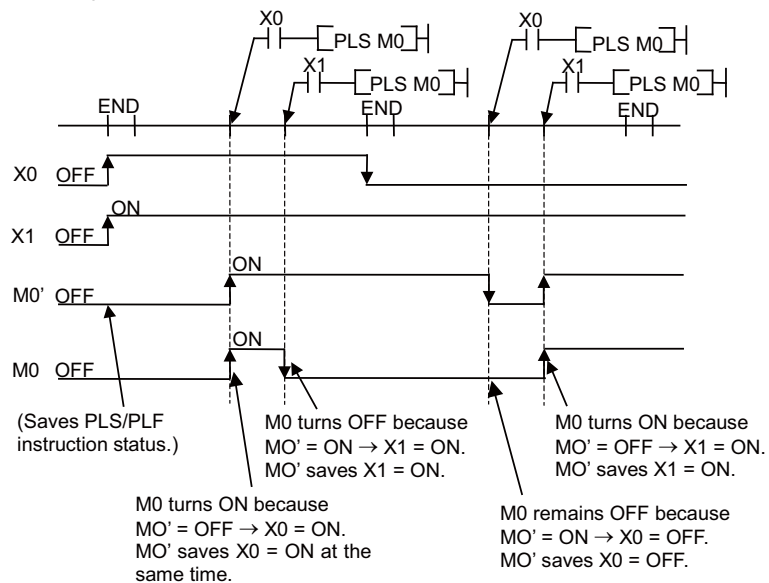 X0 X0
PLS M0 PLS M0
X1 X1
PLS M0 PLS M0
END END END
X0 OFF
ON
X1 OFF
ON
M0' OFF
ON
M0 OFF
(Saves PLS/PLF
instruction status.)
M0 turns OFF because
MO' = ON → X1 = ON.
MO' saves X1 = ON.
M0 turns ON because
MO' = OFF → X1 = ON.
MO' saves X1 = ON.
M0 turns ON because
MO' = OFF → X0 = ON.
MO' saves X0 = ON at the
same time.
M0 remains OFF because
MO' = ON → X0 = OFF.
MO' saves X0 = OFF.